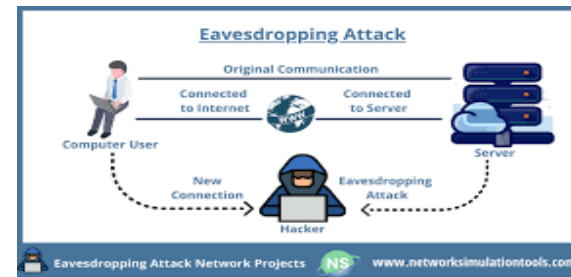 Eavesdropping Attack
Original Communication
Connected
to Internet
www
Connected
to Server
Computer User
Server
New
Connection
Eavesdropping
Attack
Hacker
Eavesdropping Attack Network Projects
NS
www.networksimulationtools.com